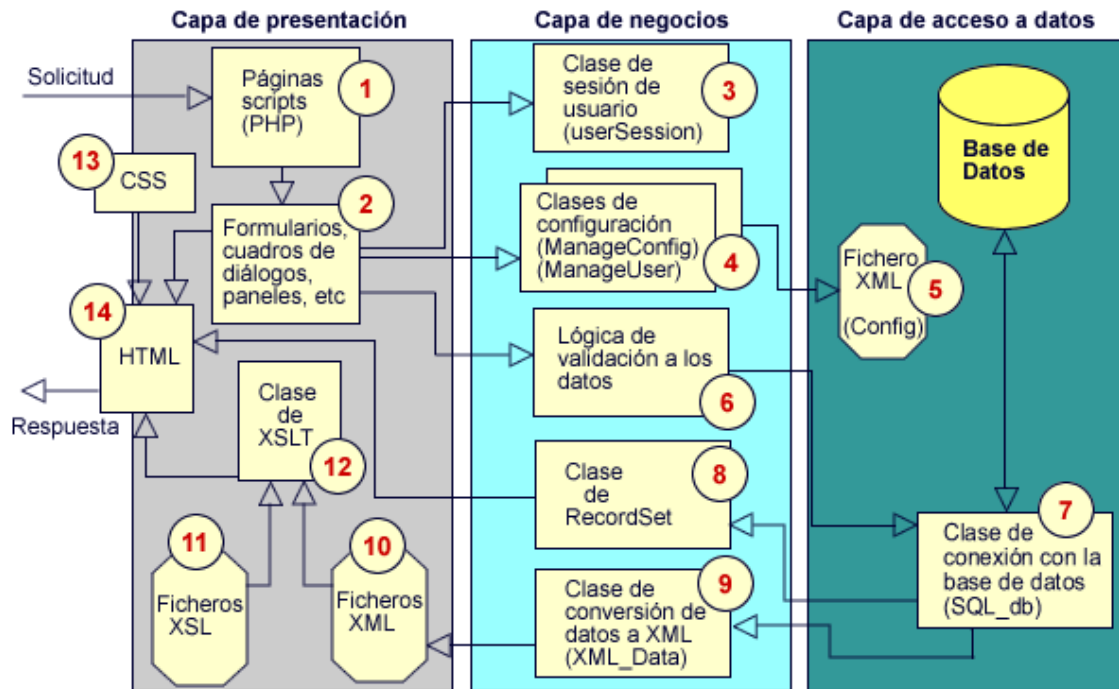 Capa de presentación
Capa de negocios
Capa de acceso a datos
Solicitud
Páginas
scripts
(PHP)
1
13
CSS
Formularios,
cuadros de
diálogos,
paneles, etc
2
14
HTML
Respuesta
Clase
de
XSLT
12
11
Ficheros
XSL
10
Ficheros
XML
Clase de
sesión de
usuario
(userSession)
3
Clases de
configuración
(ManageConfig)
(ManageUser)
4
Lógica de
validación a los
datos
6
Clase
de
RecordSet
8
Clase de
conversión de
datos a XML
(XML_Data)
9
Base de
Datos
Fichero
XML
(Config)
5
7
Clase de
conexión con la
base de datos
(SQL_db)